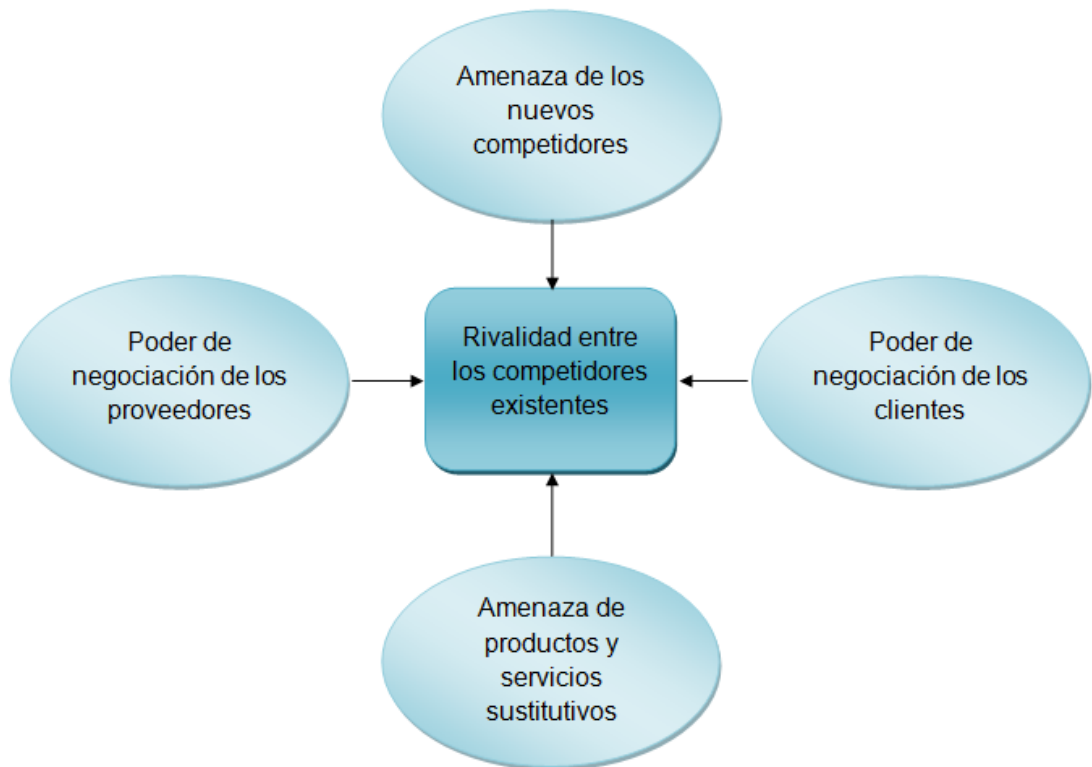 Amenaza de los
nuevos
competidores
Poder de
negociación de los
proveedores
Rivalidad entre
los competidores
existentes
Poder de
negociación de los
clientes
Amenaza de
productos y
servicios
sustitutivos